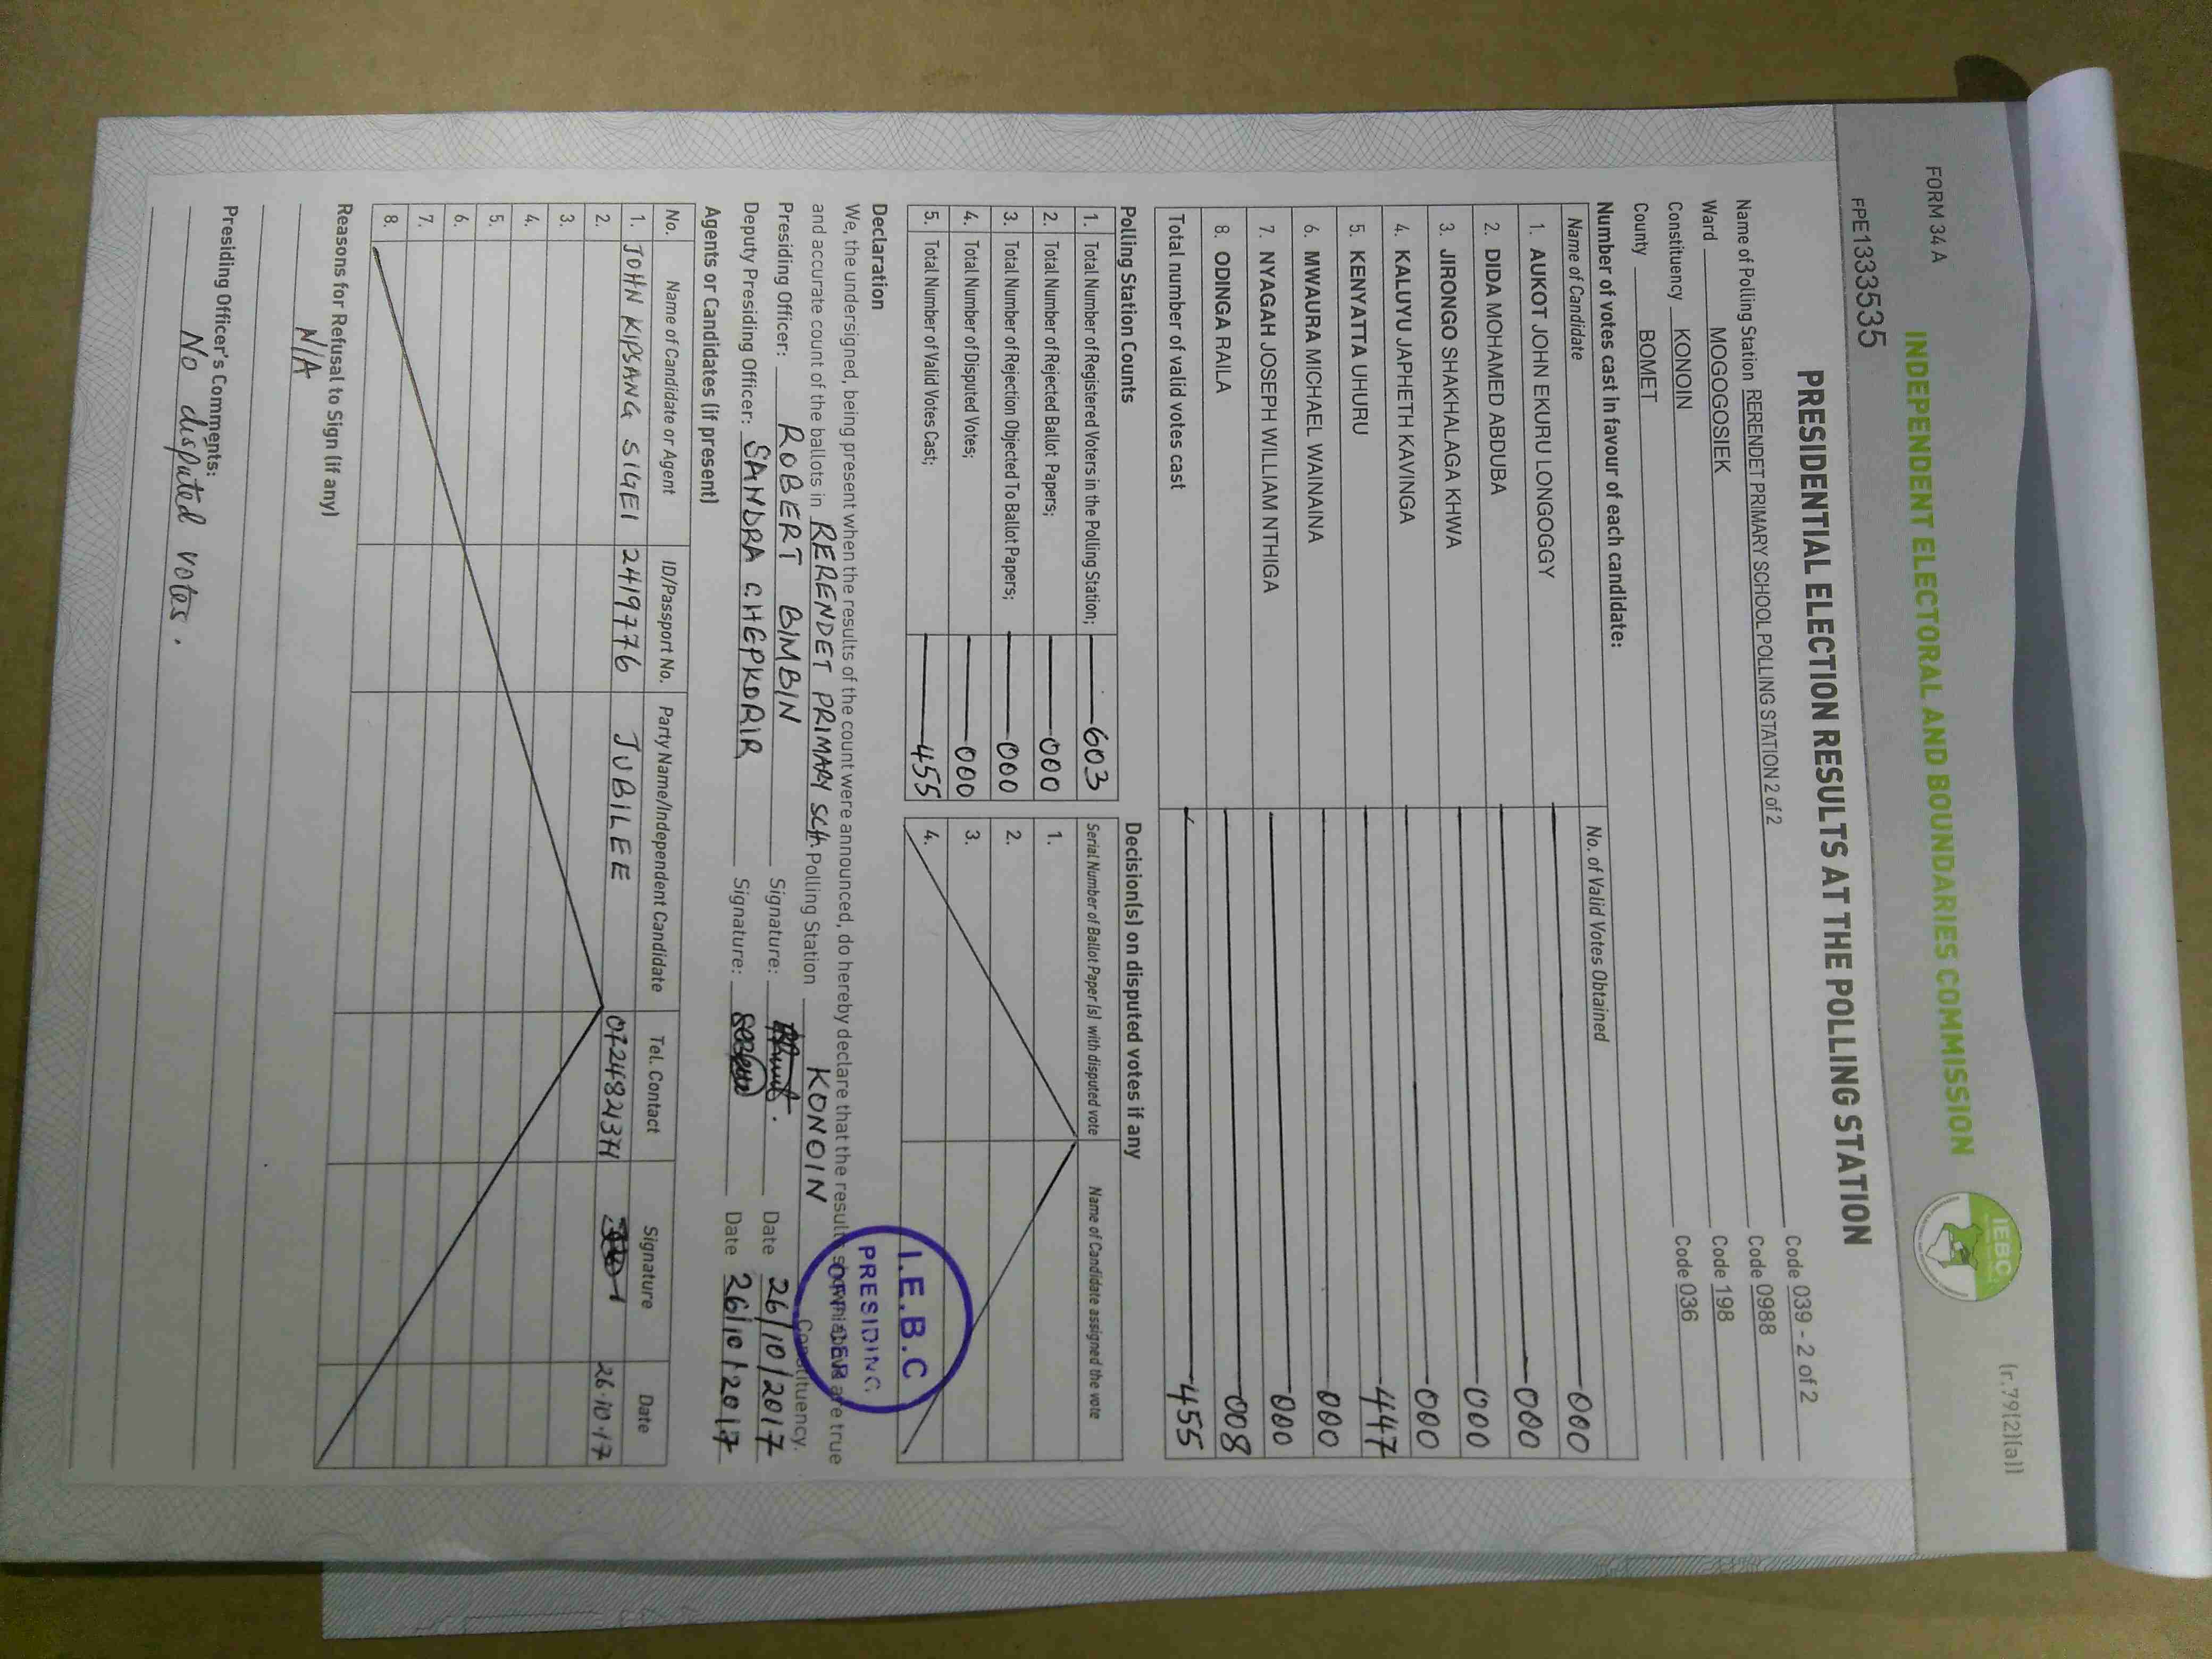 FORM 34 A
(r.79(2)(a))
INDEPENDENT ELECTORAL AND BOUNDARIES COMMISSION
IEBC
FPE1333535
PRESIDENTIAL ELECTION RESULTS AT THE POLLING STATION
Name of Polling Station RERENDET PRIMARY SCHOOL POLLING STATION 2 of 2 Code 039 - 2 of 2
Ward MOGOGOSIEK Code 0988
Constituency KONOIN Code 198
County BOMET Code 036
Number of votes cast in favour of each candidate:
Name of Candidate No. of Valid Votes Obtained
1. AUKOT JOHN EKURU LONGOGGY 000
2. DIDA MOHAMED ABDUBA 000
3. JIRONGO SHAKHALAGA KHWA 000
4. KALUYU JAPHETH KAVINGA 000
5. KENYATTA UHURU 447
6. MWAURA MICHAEL WAINAINA 000
7. NYAGAH JOSEPH WILLIAM NTHIGA 000
8. ODINGA RAILA 008
Total number of valid votes cast 455
Polling Station Counts
1. Total Number of Registered Voters in the Polling Station; 603
2. Total Number of Rejected Ballot Papers; 000
3. Total Number of Rejection Objected To Ballot Papers; 000
4. Total Number of Disputed Votes; 000
5. Total Number of Valid Votes Cast; 455
Decision(s) on disputed votes if any
Serial Number of Ballot Paper (s) with disputed vote Name of Candidate assigned the vote
1.
2.
3.
4.
I.E.B.C
PRESIDING
OFFICER
Declaration
We, the undersigned, being present when the results of the count were announced, do hereby declare that the results shown above are true
and accurate count of the ballots in RERENDET PRIMARY SCH. Polling Station KONOIN Constituency.
Presiding Officer: ROBERT BIMBIN Signature: Date 26/10/2017
Deputy Presiding Officer: SANDRA CHEPKORIR Signature: Date 26/10/2017
Agents or Candidates (if present)
No. Name of Candidate or Agent ID/Passport No. Party Name/Independent Candidate Tel. Contact Signature Date
1. JOHN KIPSANG SIGEI 2419776 JUBILEE 26.10.17
2.
3.
4.
5.
6.
7.
8.
Reasons for Refusal to Sign (if any)
N/A
Presiding Officer's Comments:
No disputed votes.